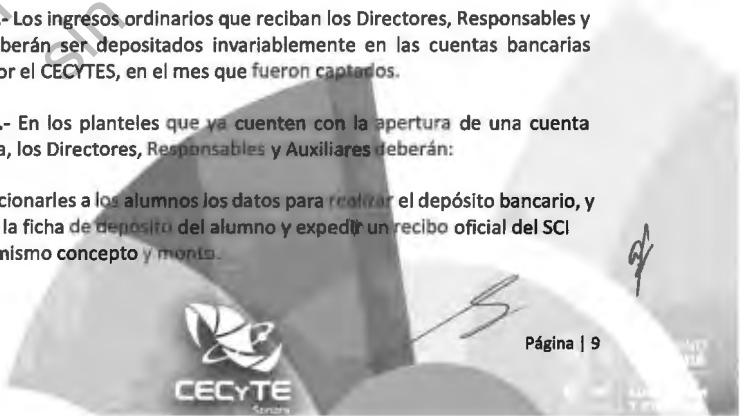 .- Los ingresos ordinarios que reciban los Directores, Responsables y
berán ser depositados invariablemente en las cuentas bancarias
or el CECYTES, en el mes que fueron captados.
.- En los planteles que ya cuenten con la apertura de una cuenta
a, los Directores, Responsables y Auxiliares deberán:
cionarles a los alumnos los datos para realizar el depósito bancario, y
la ficha de depósito del alumno y expedir un recibo oficial del SCI
mismo concepto y monto.
Página | 9
CECyTE
Sonora
sin